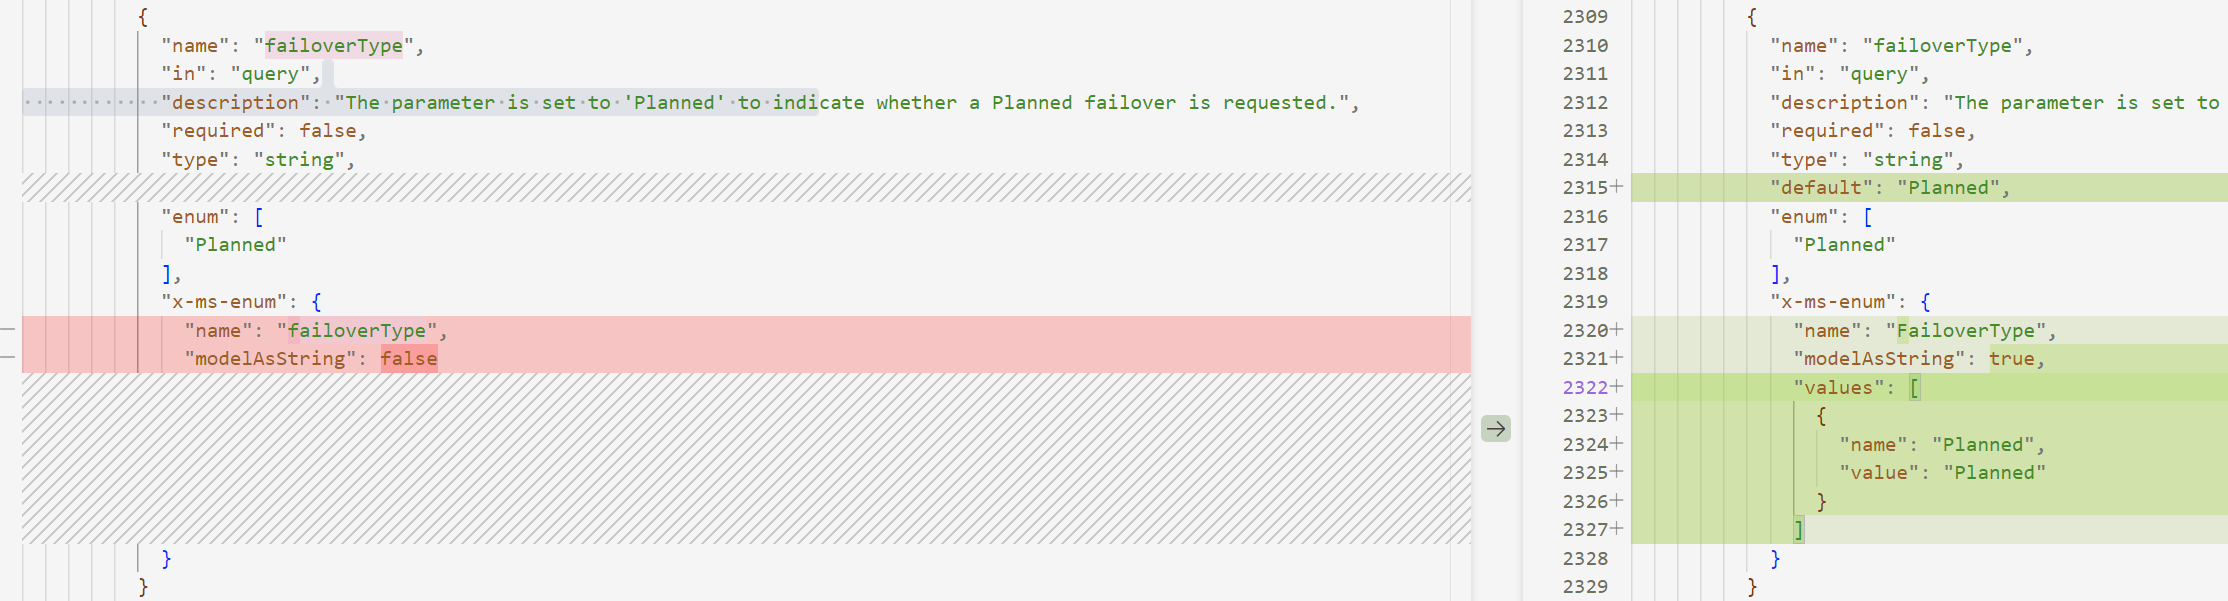 {
"name": "failoverType",
"in": "query",
"description": "The parameter is set to 'Planned' to indicate whether a Planned failover is requested.",
"required": false,
"type": "string",
"enum": [
"Planned"
],
"x-ms-enum": {
"name": "failoverType",
"modelAsString": false
}
}
2309 {
2310 "name": "failoverType",
2311 "in": "query",
2312 "description": "The parameter is set to
2313 "required": false,
2314 "type": "string",
2315+ "default": "Planned",
2316 "enum": [
2317 "Planned"
2318 ],
2319 "x-ms-enum": {
2320+ "name": "FailoverType",
2321+ "modelAsString": true,
2322+ "values": [
2323+ {
2324+ "name": "Planned",
2325+ "value": "Planned"
2326+ }
2327+ ]
2328 }
2329 }